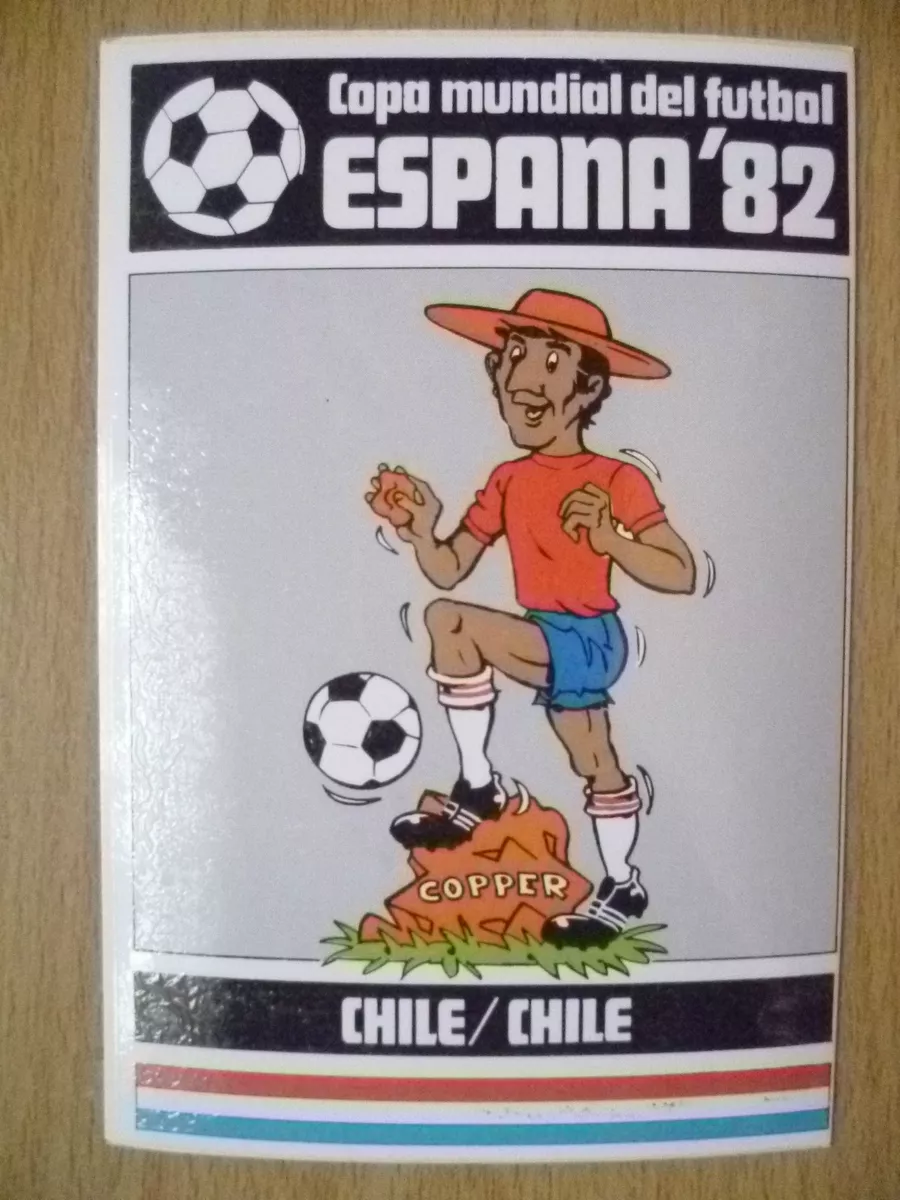 Copa mundial del futbol
ESPANA '82
COPPER
CHILE / CHILE